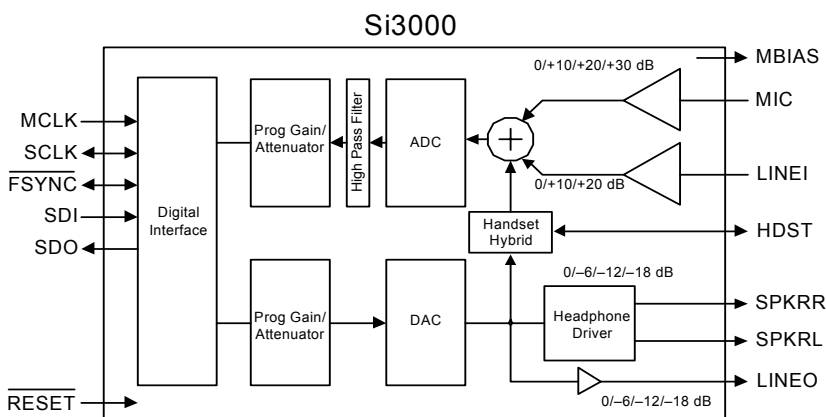 Si3000
MCLK
SCLK
FSYNC
SDI
SDO
RESET
Digital
Interface
Prog Gain/
Attenuator
High Pass Filter
ADC
0/+10/+20/+30 dB
0/+10/+20 dB
Handset
Hybrid
Prog Gain/
Attenuator
DAC
0/–6/–12/–18 dB
Headphone
Driver
0/–6/–12/–18 dB
MBIAS
MIC
LINEI
HDST
SPKRR
SPKRL
LINEO